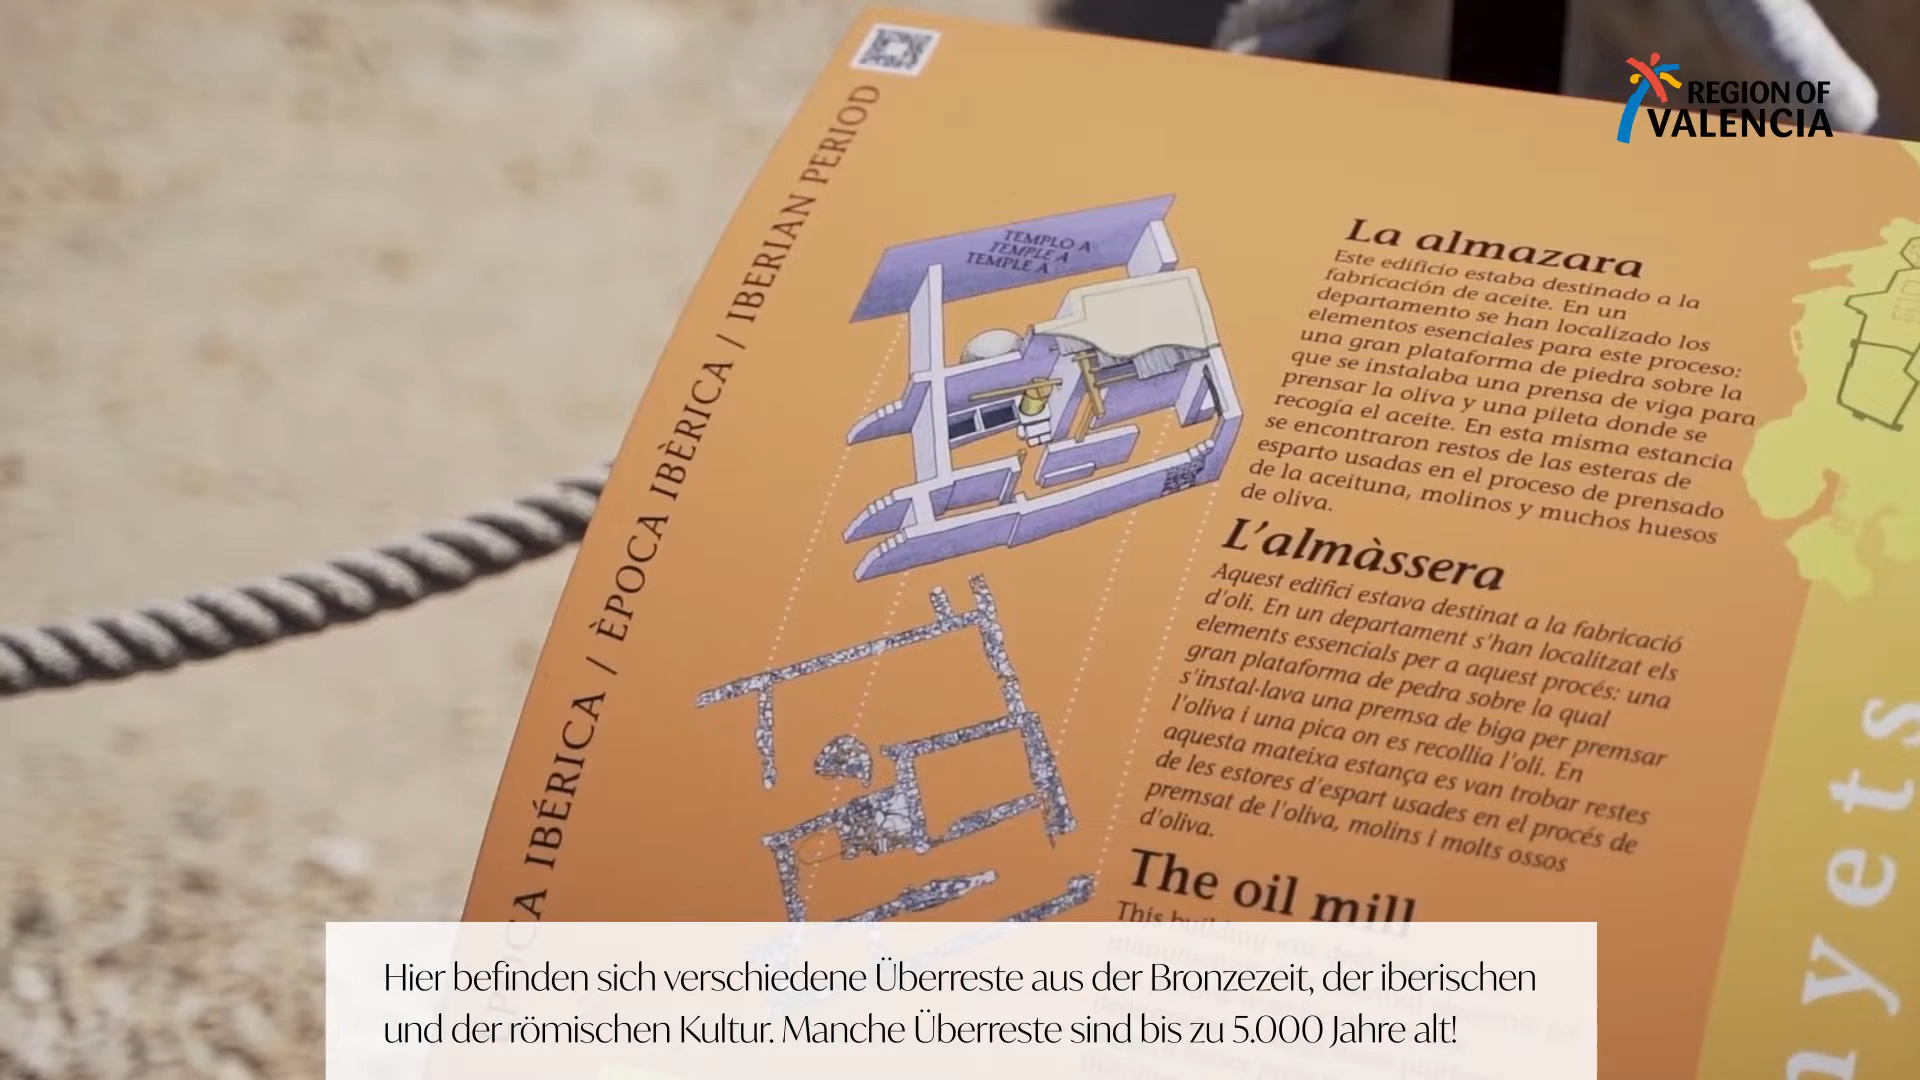 REGION OF
VALENCIA
ÉPOCA IBÉRICA / ÈPOCA IBÈRICA / IBERIAN PERIOD
TEMPLO A
TEMPLE A
TEMPLE A
La almazara
Este edificio estaba destinado a la
fabricación de aceite. En un
departamento se han localizado los
elementos esenciales para este proceso:
una gran plataforma de piedra sobre la
que se instalaba una prensa de viga para
prensar la oliva y una pileta donde se
recogía el aceite. En esta misma estancia
se encontraron restos de las esteras de
esparto usadas en el proceso de prensado
de la aceituna, molinos y muchos huesos
de oliva.
L'almàssera
Aquest edifici estava destinat a la fabricació
d'oli. En un departament s'han localitzat els
elements essencials per a aquest procés: una
gran plataforma de pedra sobre la qual
s'instal·lava una premsa de biga per premsar
l'oliva i una pica on es recollia l'oli. En
aquesta mateixa estança es van trobar restes
de les estores d'espart usades en el procés de
premsat de l'oliva, molins i molts ossos
d'oliva.
The oil mill
This building was
nyets
Hier befinden sich verschiedene Überreste aus der Bronzezeit, der iberischen
und der römischen Kultur. Manche Überreste sind bis zu 5.000 Jahre alt!